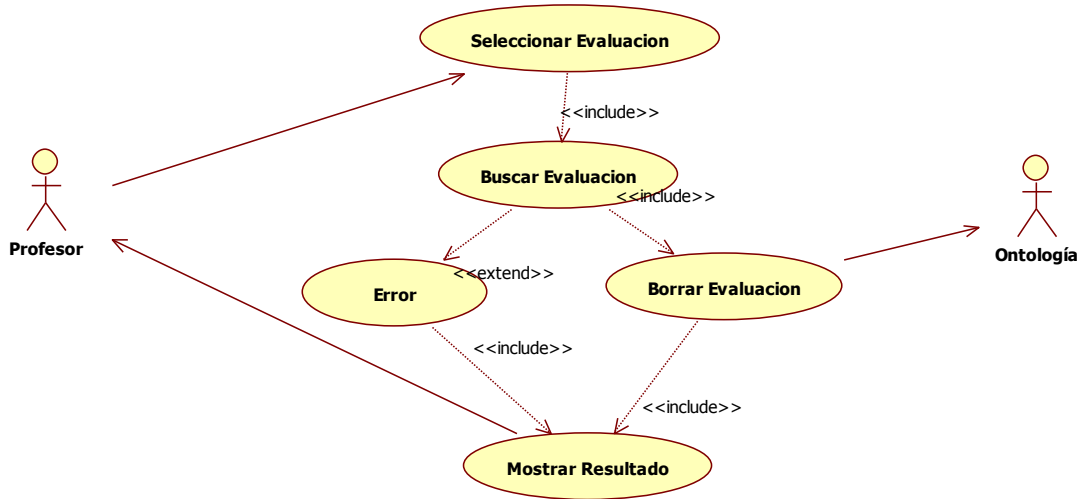 Seleccionar Evaluacion
<<include>>
Buscar Evaluacion
<<include>>
Profesor
Ontología
<<extend>>
Error
Borrar Evaluacion
<<include>>
<<include>>
Mostrar Resultado